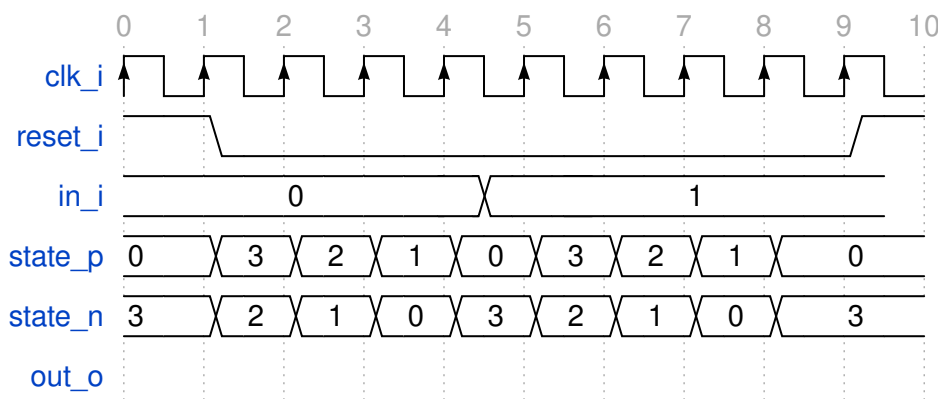 0 1 2 3 4 5 6 7 8 9 10
clk_i
reset_i
in_i 0 1
state_p 0 3 2 1 0 3 2 1 0
state_n 3 2 1 0 3 2 1 0 3
out_o